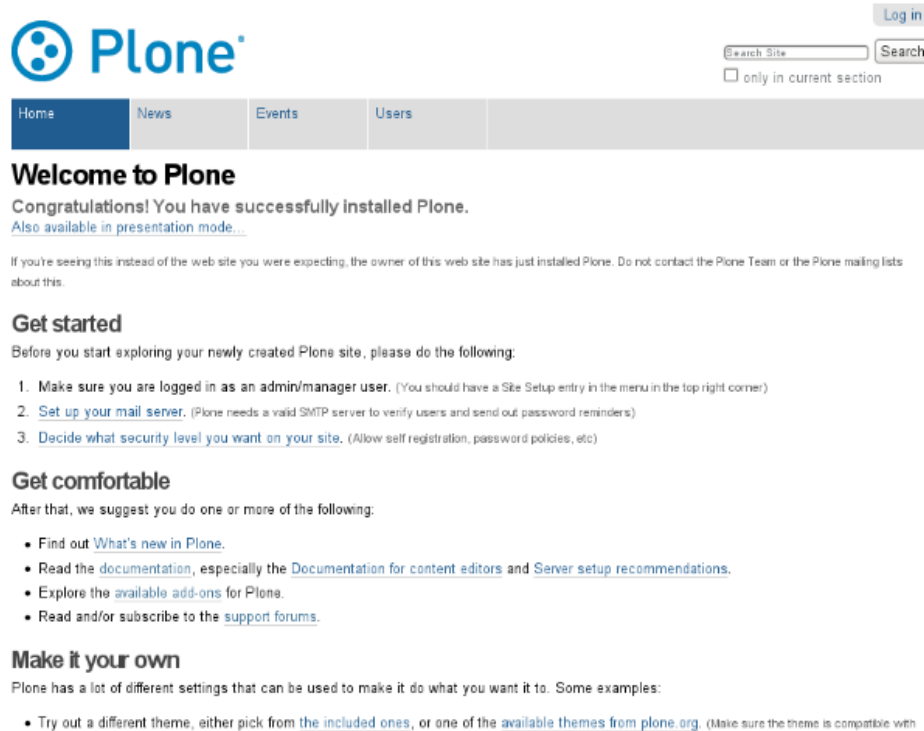 Log in
Plone®
Search Site
Search
only in current section
Home
News
Events
Users
Welcome to Plone
Congratulations! You have successfully installed Plone.
Also available in presentation mode...
If you're seeing this instead of the web site you were expecting, the owner of this web site has just installed Plone. Do not contact the Plone Team or the Plone mailing lists
about this.
Get started
Before you start exploring your newly created Plone site, please do the following:
1. Make sure you are logged in as an admin/manager user. (You should have a Site Setup entry in the menu in the top right corner)
2. Set up your mail server. (Plone needs a valid SMTP server to verify users and send out password reminders)
3. Decide what security level you want on your site. (Allow self registration, password policies, etc)
Get comfortable
After that, we suggest you do one or more of the following:
• Find out What's new in Plone.
• Read the documentation, especially the Documentation for content editors and Server setup recommendations.
• Explore the available add-ons for Plone.
• Read and/or subscribe to the support forums.
Make it your own
Plone has a lot of different settings that can be used to make it do what you want it to. Some examples:
• Try out a different theme, either pick from the included ones, or one of the available themes from plone.org. (Make sure the theme is compatible with